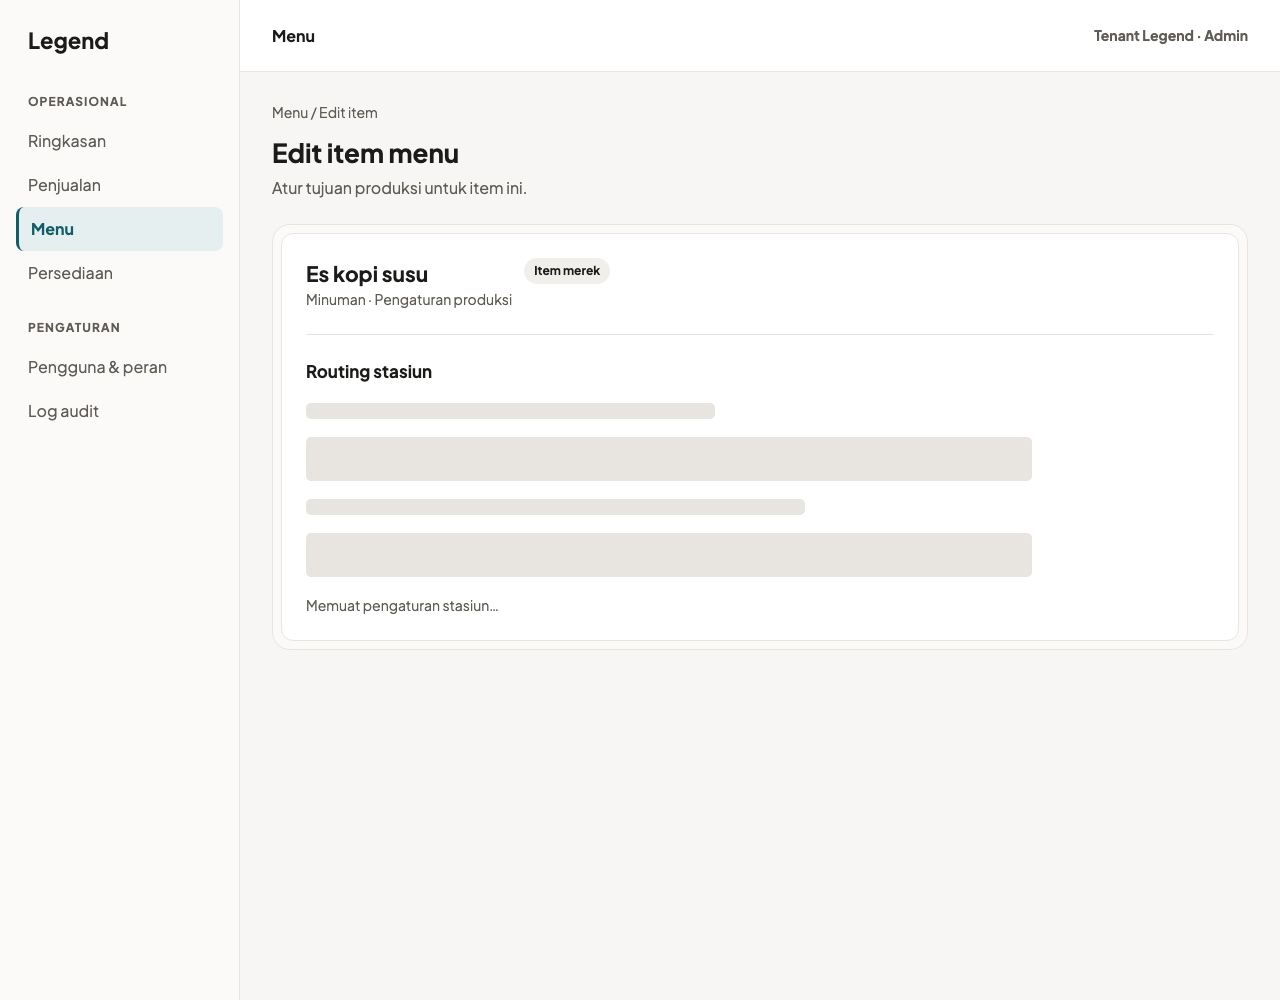 Legend
OPERASIONAL
Ringkasan
Penjualan
Menu
Persediaan
PENGATURAN
Pengguna & peran
Log audit
Menu
Tenant Legend · Admin
Menu / Edit item
Edit item menu
Atur tujuan produksi untuk item ini.
Es kopi susu
Item merek
Minuman · Pengaturan produksi
Routing stasiun
Memuat pengaturan stasiun…